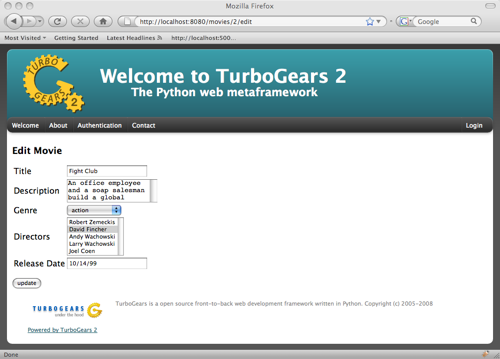 Mozilla Firefox
http://localhost:8080/movies/2/edit
Google
Most Visited Getting Started Latest Headlines http://localhost:500...
TURBO GEARS 2
Welcome to TurboGears 2
The Python web metaframework
Welcome About Authentication Contact Login
Edit Movie
Title Fight Club
Description An office employee
and a soap salesman
build a global
Genre action
Directors Robert Zemeckis
David Fincher
Andy Wachowski
Larry Wachowski
Joel Coen
Release Date 10/14/99
update
TURBOGEARS
under the hood
TurboGears is a open source front-to-back web development framework written in Python. Copyright (c) 2005-2008
Powered by TurboGears 2
Done